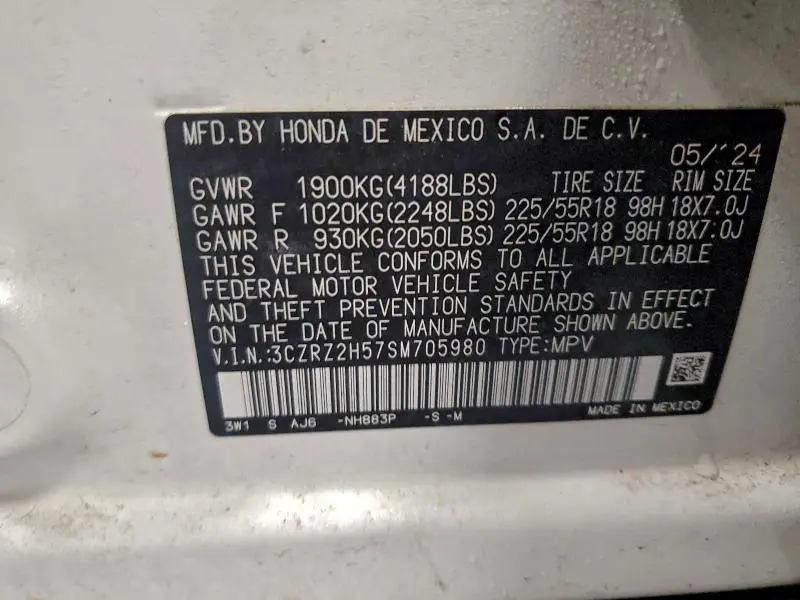 MFD.BY HONDA DE MEXICO S.A. DE C.V.
05/'24
GVWR 1900KG(4188LBS) TIRE SIZE RIM SIZE
GAWR F 1020KG(2248LBS) 225/55R18 98H 18X7.0J
GAWR R 930KG(2050LBS) 225/55R18 98H 18X7.0J
THIS VEHICLE CONFORMS TO ALL APPLICABLE
FEDERAL MOTOR VEHICLE SAFETY
AND THEFT PREVENTION STANDARDS IN EFFECT
ON THE DATE OF MANUFACTURE SHOWN ABOVE.
V.I.N.:3CZRZ2H57SM705980 TYPE:MPV
3W1 S AJ6 -NH883P -S -M
MADE IN MEXICO